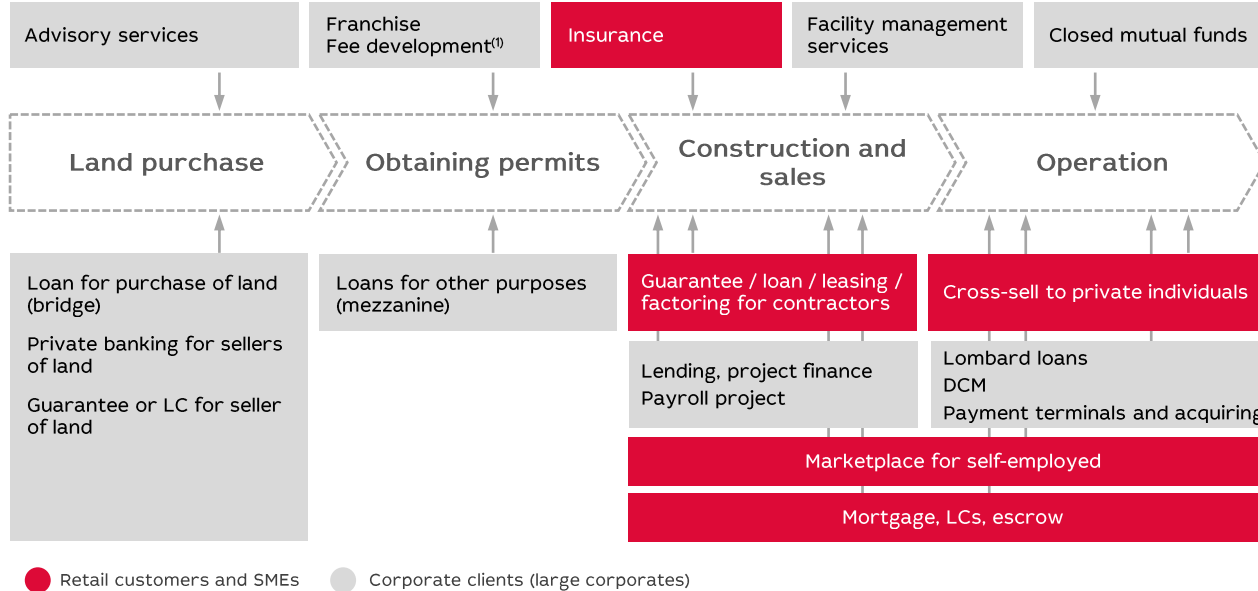 Advisory services
Franchise
Fee development(1)
Insurance
Facility management
services
Closed mutual funds
Land purchase
Obtaining permits
Construction and
sales
Operation
Loan for purchase of land
(bridge)
Private banking for sellers
of land
Guarantee or LC for seller
of land
Loans for other purposes
(mezzanine)
Guarantee / loan / leasing /
factoring for contractors
Lending, project finance
Payroll project
Cross-sell to private individuals
Lombard loans
DCM
Payment terminals and acquiring
Marketplace for self-employed
Mortgage, LCs, escrow
Retail customers and SMEs
Corporate clients (large corporates)